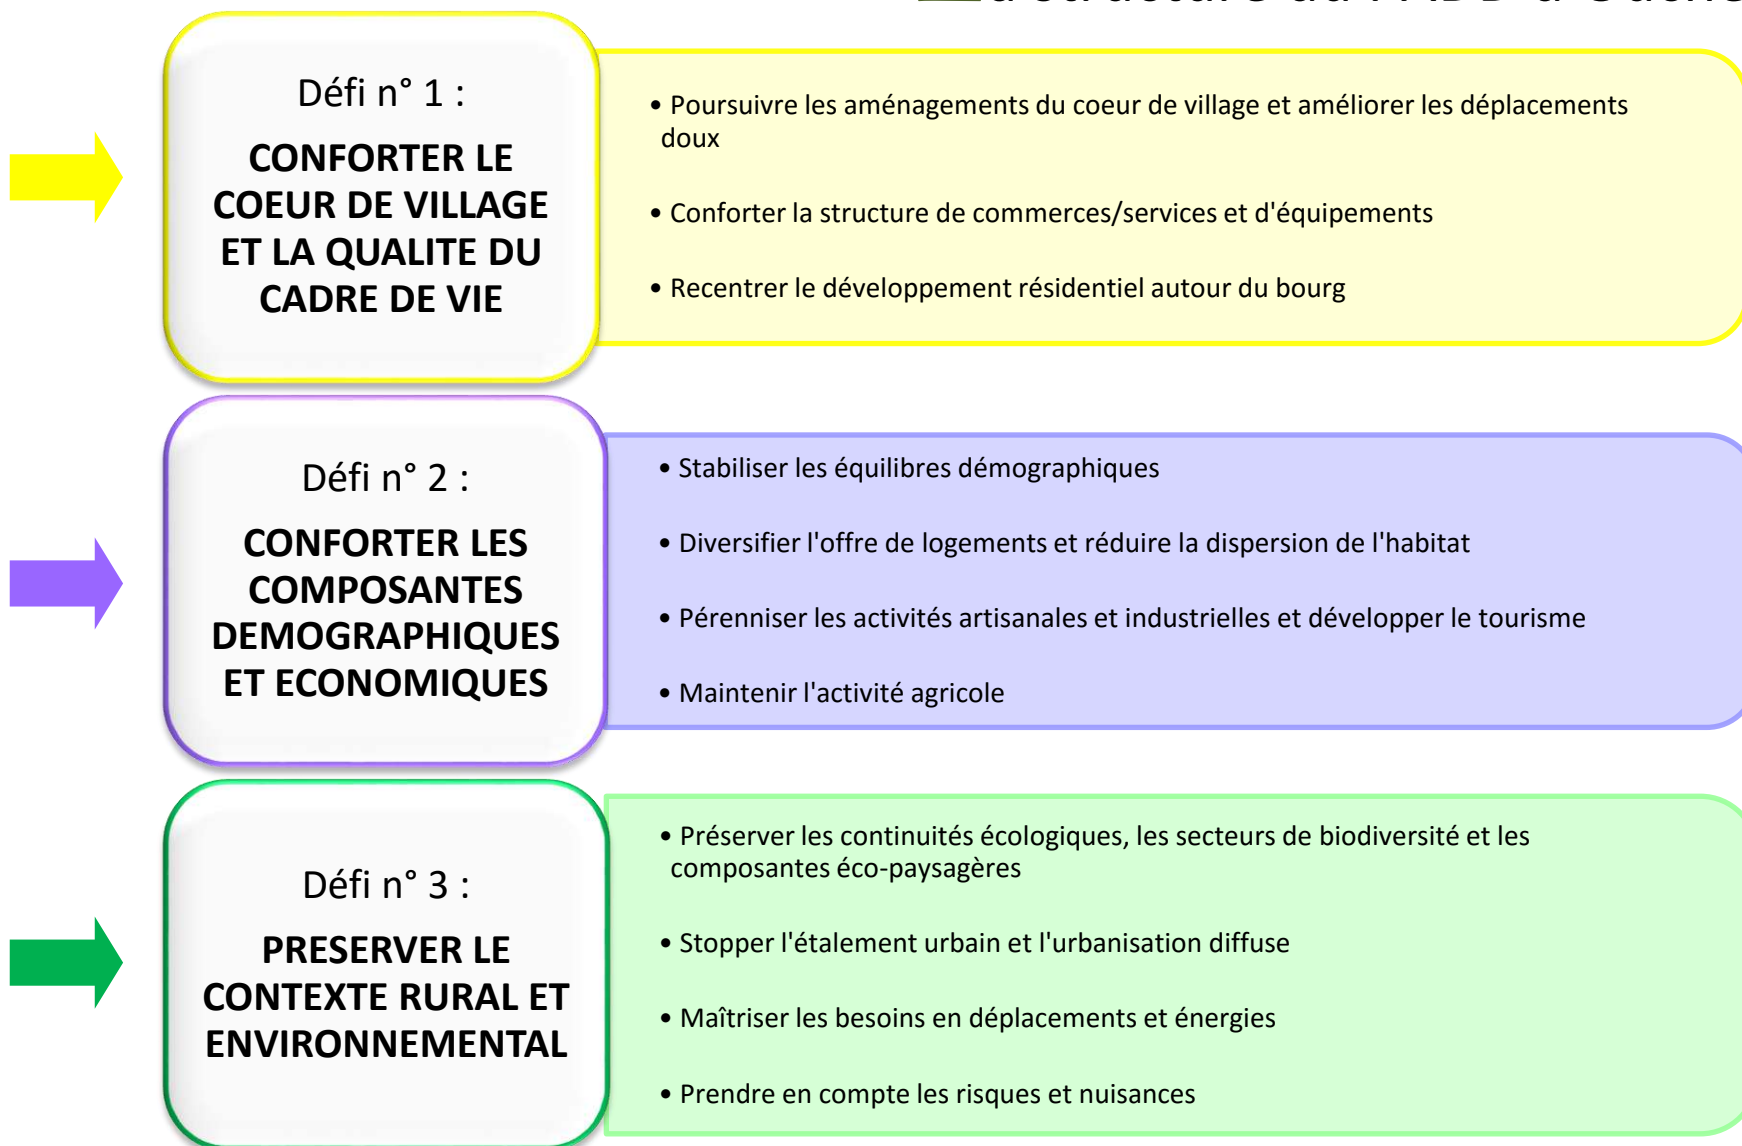 Défi n° 1 :
CONFORTER LE
COEUR DE VILLAGE
ET LA QUALITE DU
CADRE DE VIE
• Poursuivre les aménagements du coeur de village et améliorer les déplacements
doux
• Conforter la structure de commerces/services et d'équipements
• Recentrer le développement résidentiel autour du bourg
Défi n° 2 :
CONFORTER LES
COMPOSANTES
DEMOGRAPHIQUES
ET ECONOMIQUES
• Stabiliser les équilibres démographiques
• Diversifier l'offre de logements et réduire la dispersion de l'habitat
• Pérenniser les activités artisanales et industrielles et développer le tourisme
• Maintenir l'activité agricole
Défi n° 3 :
PRESERVER LE
CONTEXTE RURAL ET
ENVIRONNEMENTAL
• Préserver les continuités écologiques, les secteurs de biodiversité et les
composantes éco-paysagères
• Stopper l'étalement urbain et l'urbanisation diffuse
• Maîtriser les besoins en déplacements et énergies
• Prendre en compte les risques et nuisances